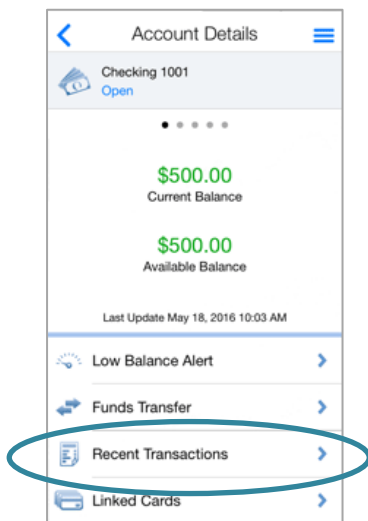 Account Details
Checking 1001
Open
$500.00
Current Balance
$500.00
Available Balance
Last Update May 18, 2016 10:03 AM
Low Balance Alert
Funds Transfer
Recent Transactions
Linked Cards